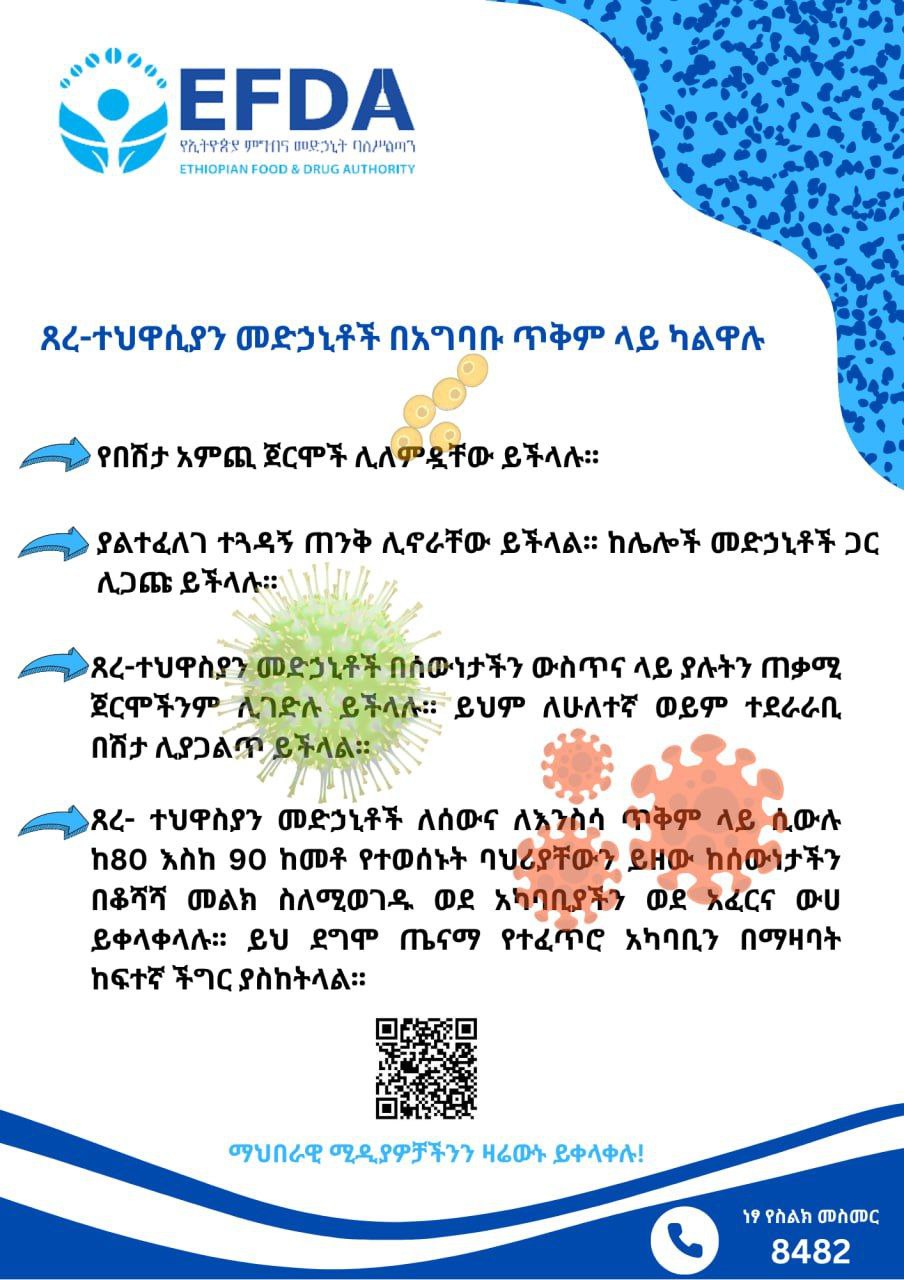 EFDA
የኢትዮጵያ ምግብና መድኃኒት ባለሥልጣን
ETHIOPIAN FOOD & DRUG AUTHORITY
ጸረ-ተህዋሲያን መድኃኒቶች በአግባቡ ጥቅም ላይ ካልዋሉ
የበሽታ አምጪ ጀርሞች ሊለምዷቸው ይችላሉ።
ያልተፈለገ ተጓዳኝ ጠንቅ ሊኖራቸው ይችላል። ከሌሎች መድኃኒቶች ጋር
ሊጋጩ ይችላሉ።
ጸረ-ተህዋስያን መድኃኒቶች በሰውነታችን ውስጥና ላይ ያሉትን ጠቃሚ
ጀርሞችንም ሊገድሉ ይችላሉ። ይህም ለሁለተኛ ወይም ተደራራቢ
በሽታ ሊያጋልጥ ይችላል።
ጸረ- ተህዋስያን መድኃኒቶች ለሰውና ለእንስሳ ጥቅም ላይ ሲውሉ
ከ80 እስከ 90 ከመቶ የተወሰኑት ባህሪያቸውን ይዘው ከሰውነታችን
በቆሻሻ መልክ ስለሚወገዱ ወደ አካባቢያችን ወደ አፈርና ውሀ
ይቀላቀላሉ። ይህ ደግሞ ጤናማ የተፈጥሮ አካባቢን በማዛባት
ከፍተኛ ችግር ያስከትላል።
ማህበራዊ ሚዲያዎቻችንን ዛሬውኑ ይቀላቀሉ!
ነፃ የስልክ መስመር
8482